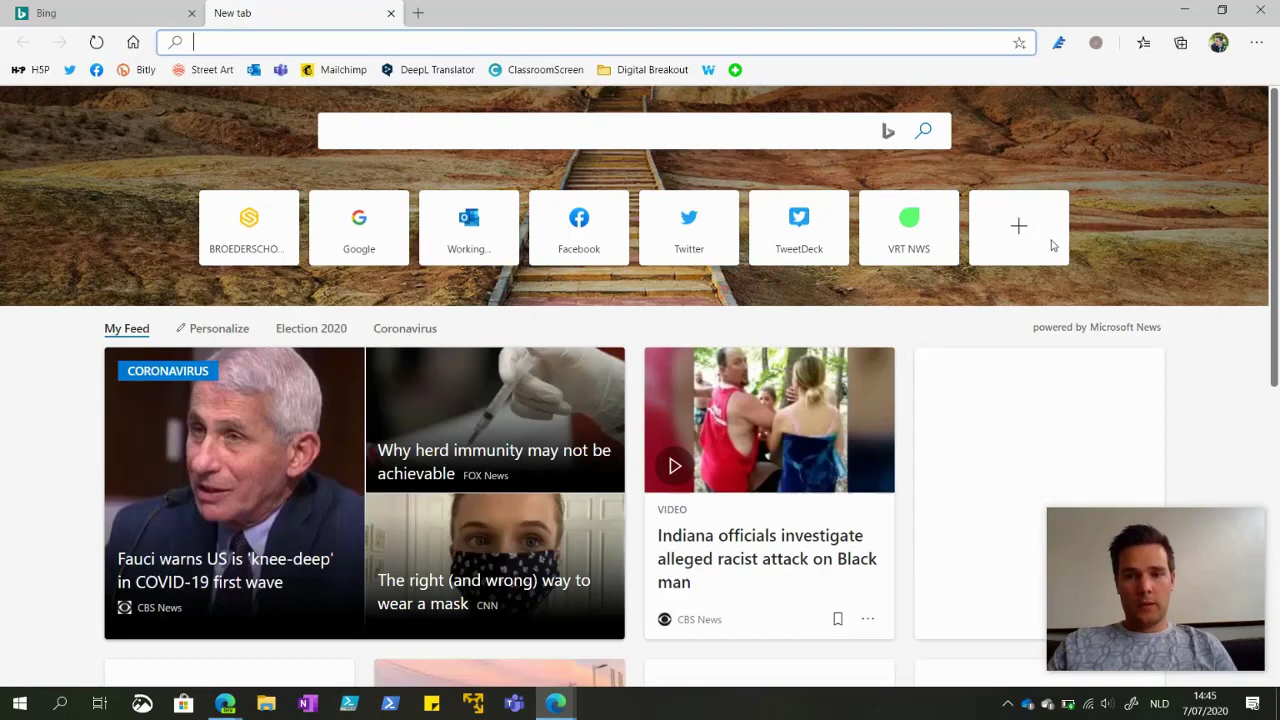 Bing
New tab
H-P H5P
Bitly
Street Art
Mailchimp
DeepL Translator
ClassroomScreen
Digital Breakout
BROEDERSCHO...
Google
Working...
Facebook
Twitter
TweetDeck
VRT NWS
My Feed
Personalize
Election 2020
Coronavirus
powered by Microsoft News
CORONAVIRUS
Fauci warns US is 'knee-deep'
in COVID-19 first wave
CBS News
Why herd immunity may not be
achievable FOX News
The right (and wrong) way to
wear a mask CNN
VIDEO
Indiana officials investigate
alleged racist attack on Black
man
CBS News
NLD
14:45
7/07/2020